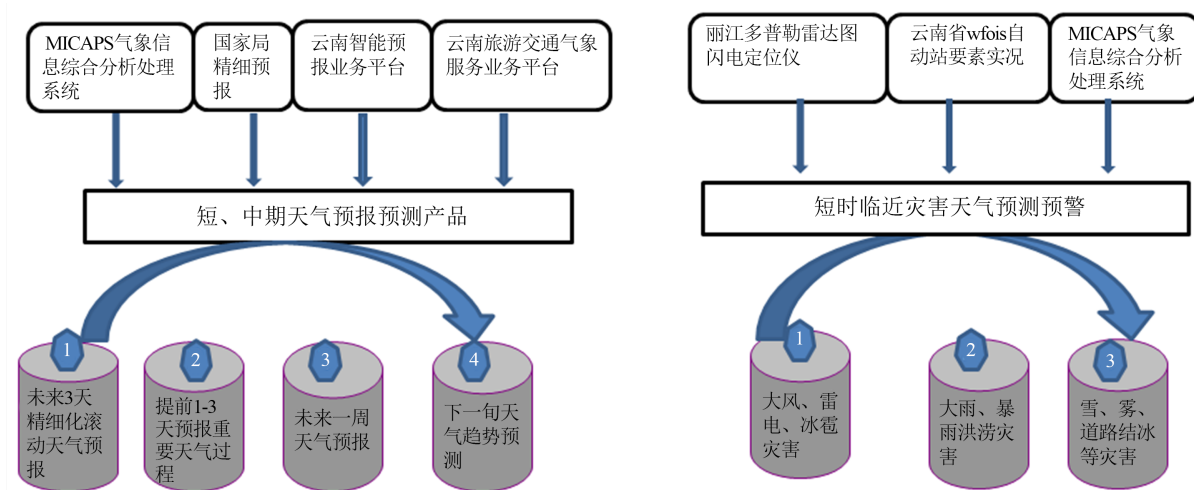 MICAPS气象信
息综合分析处理
系统
国家局
精细预
报
云南智能预
报业务平台
云南旅游交通气象
服务业务平台
短、中期天气预报预测产品
1
未来3天
精细化滚
动天气预
报
2
提前1-3
天预报重
要天气过
程
3
未来一周
天气预报
4
下一旬天
气趋势预
测
丽江多普勒雷达图
闪电定位仪
云南省wfois自
动站要素实况
MICAPS气象
信息综合分析
处理系统
短时临近灾害天气预测预警
1
大风、雷
电、冰雹
灾害
2
大雨、暴
雨洪涝灾
害
3
雪、雾、
道路结冰
等灾害